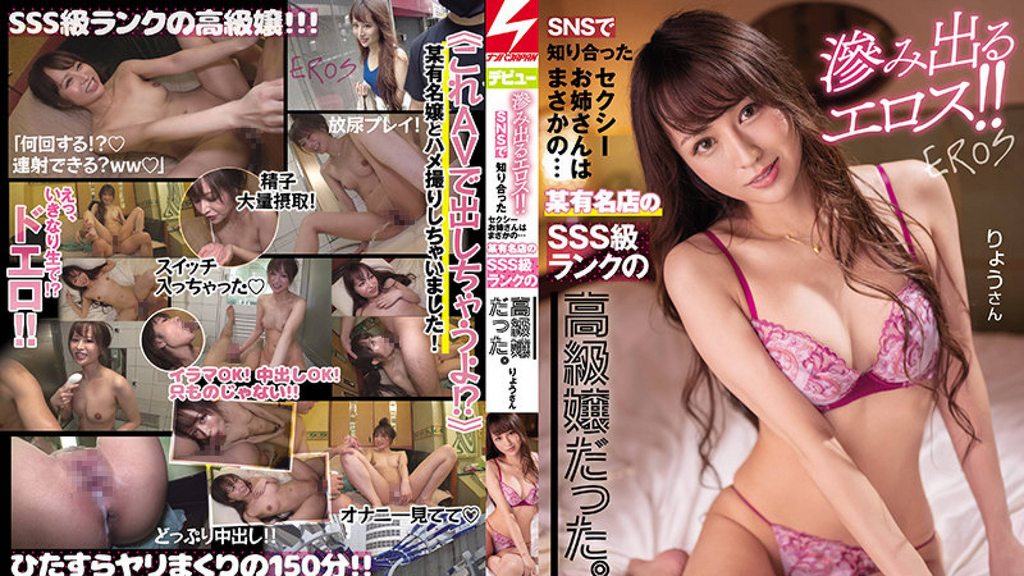 SSS級ランクの高級嬢!!!
「何回する!?♡
連射できる?ww♡」
EROS
放尿プレイ!
精子
大量摂取!
えっ、
いきなり生で!?
ドエロ!!
スイッチ
入っちゃった♡
イラマOK! 中出しOK!
只ものじゃない!!
どっぷり中出し!!
オナニー見てて♡
ひたすらヤリまくりの150分!!
《これAVで出しちゃうよ!?》
某有名嬢とハメ撮りしちゃいました!
ナンパJAPAN
デビュー
滲み出るエロス!!
SNSで
知り合った
セクシー
お姉さんは
まさかの…
某有名店の
SSS級
ランクの
高級嬢
だった。
りょうさん
SNSで
知り合った
セクシー
お姉さんは
まさかの…
某有名店の
SSS級
ランクの
高級嬢だった。
滲み出る
エロス!!
EROS
りょうさん